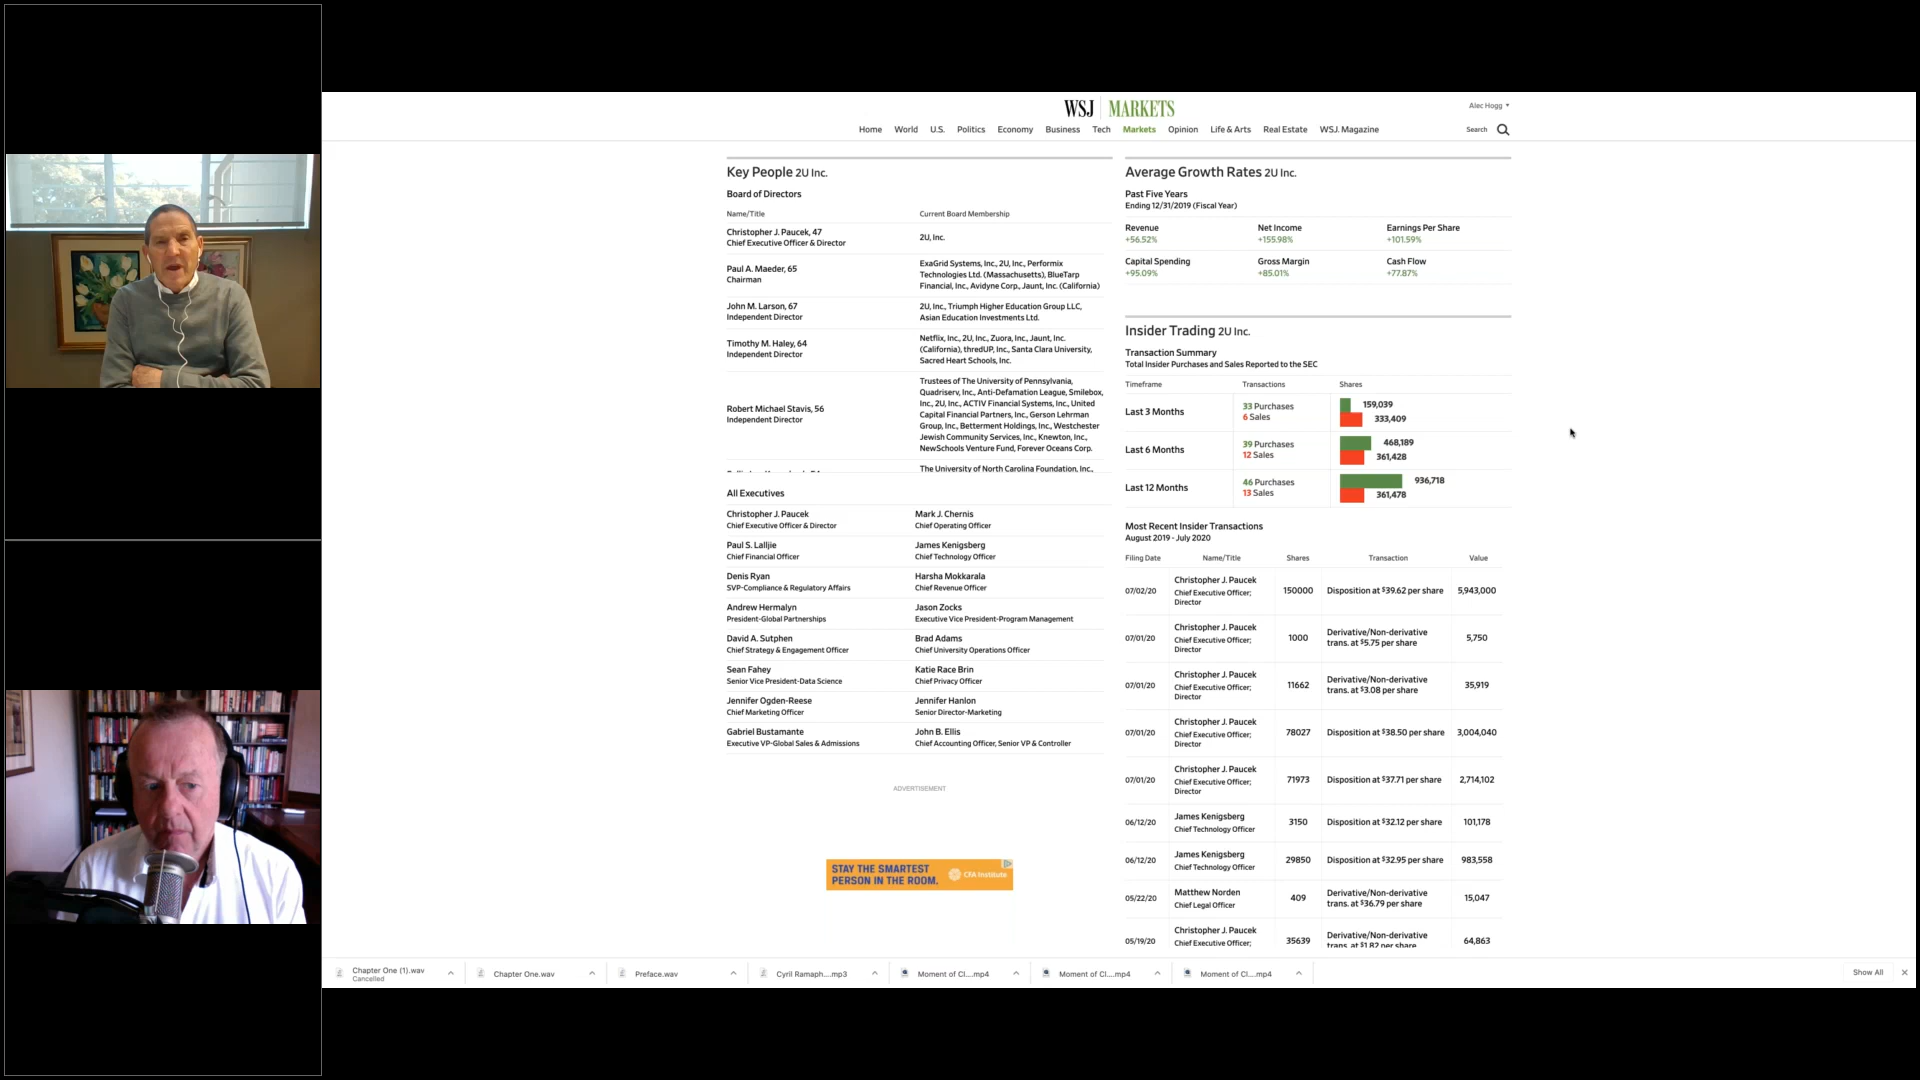 WSJ MARKETS
Alec Hogg
Home World U.S. Politics Economy Business Tech Markets Opinion Life & Arts Real Estate WSJ. Magazine
Search
Key People 2U Inc.
Board of Directors
Name/Title Current Board Membership
Christopher J. Paucek, 47
Chief Executive Officer & Director
2U, Inc.
Paul A. Maeder, 65
Chairman
ExaGrid Systems, Inc., 2U, Inc., Performix
Technologies Ltd. (Massachusetts), BlueTarp
Financial, Inc., Avidyne Corp., Jaunt, Inc. (California)
John M. Larson, 67
Independent Director
2U, Inc., Triumph Higher Education Group LLC,
Asian Education Investments Ltd.
Timothy M. Haley, 64
Independent Director
Netflix, Inc., 2U, Inc., Zuora, Inc., Jaunt, Inc.
(California), thredUP, Inc., Santa Clara University,
Sacred Heart Schools, Inc.
Robert Michael Stavis, 56
Independent Director
Trustees of The University of Pennsylvania,
Quadriserv, Inc., Anti-Defamation League, Smilebox,
Inc., 2U, Inc., ACTIV Financial Systems, Inc., United
Capital Financial Partners, Inc., Gerson Lehrman
Group, Inc., Betterment Holdings, Inc., Westchester
Jewish Community Services, Inc., Knewton, Inc.,
NewSchools Venture Fund, Forever Oceans Corp.
The University of North Carolina Foundation, Inc.,
All Executives
Christopher J. Paucek
Chief Executive Officer & Director
Mark J. Chernis
Chief Operating Officer
Paul S. Lalljie
Chief Financial Officer
James Kenigsberg
Chief Technology Officer
Denis Ryan
SVP-Compliance & Regulatory Affairs
Harsha Mokkarala
Chief Revenue Officer
Andrew Hermalyn
President-Global Partnerships
Jason Zocks
Executive Vice President-Program Management
David A. Sutphen
Chief Strategy & Engagement Officer
Brad Adams
Chief University Operations Officer
Sean Fahey
Senior Vice President-Data Science
Katie Race Brin
Chief Privacy Officer
Jennifer Ogden-Reese
Chief Marketing Officer
Jennifer Hanlon
Senior Director-Marketing
Gabriel Bustamante
Executive VP-Global Sales & Admissions
John B. Ellis
Chief Accounting Officer, Senior VP & Controller
ADVERTISEMENT
STAY THE SMARTEST
PERSON IN THE ROOM.
CFA Institute
Average Growth Rates 2U Inc.
Past Five Years
Ending 12/31/2019 (Fiscal Year)
Revenue Net Income Earnings Per Share
+56.52% +155.98% +101.59%
Capital Spending Gross Margin Cash Flow
+95.09% +85.01% +77.87%
Insider Trading 2U Inc.
Transaction Summary
Total Insider Purchases and Sales Reported to the SEC
Timeframe Transactions Shares
Last 3 Months
33 Purchases 159,039
6 Sales 333,409
Last 6 Months
39 Purchases 468,189
12 Sales 361,428
Last 12 Months
46 Purchases 936,718
13 Sales 361,478
Most Recent Insider Transactions
August 2019 - July 2020
Filing Date Name/Title Shares Transaction Value
07/02/20 Christopher J. Paucek Chief Executive Officer; Director 150000 Disposition at $39.62 per share 5,943,000
07/01/20 Christopher J. Paucek Chief Executive Officer; Director 1000 Derivative/Non-derivative trans. at $5.75 per share 5,750
07/01/20 Christopher J. Paucek Chief Executive Officer; Director 11662 Derivative/Non-derivative trans. at $3.08 per share 35,919
07/01/20 Christopher J. Paucek Chief Executive Officer; Director 78027 Disposition at $38.50 per share 3,004,040
07/01/20 Christopher J. Paucek Chief Executive Officer; Director 71973 Disposition at $37.71 per share 2,714,102
06/12/20 James Kenigsberg Chief Technology Officer 3150 Disposition at $32.12 per share 101,178
06/12/20 James Kenigsberg Chief Technology Officer 29850 Disposition at $32.95 per share 983,558
05/22/20 Matthew Norden Chief Legal Officer 409 Derivative/Non-derivative trans. at $36.79 per share 15,047
05/19/20 Christopher J. Paucek Chief Executive Officer; 35639 Derivative/Non-derivative trans. at $1.82 per share 64,863
Chapter One (1).wav
Cancelled
Chapter One.wav
Preface.wav
Cyril Ramaph....mp3
Moment of Cl....mp4
Moment of Cl....mp4
Moment of Cl....mp4
Show All